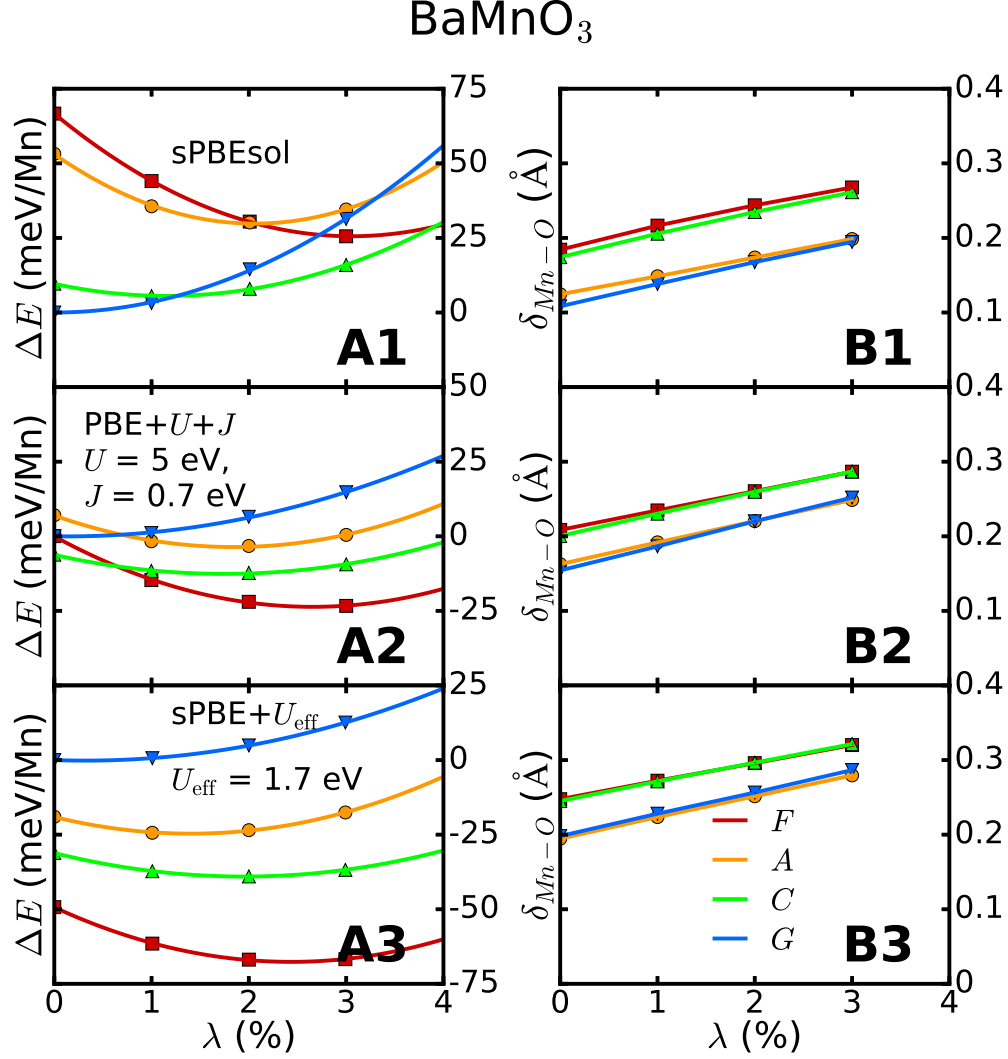 BaMnO₃
75
50
25
0
ΔE (meV/Mn)
sPBEsol
A1
0.4
0.3
0.2
0.1
δMn−O (Å)
B1
50
25
0
-25
ΔE (meV/Mn)
PBE+U+J
U = 5 eV,
J = 0.7 eV
A2
0.4
0.3
0.2
0.1
δMn−O (Å)
B2
25
0
-25
-50
-75
ΔE (meV/Mn)
sPBE+Ueff
Ueff = 1.7 eV
A3
0 1 2 3 4
λ (%)
0.4
0.3
0.2
0.1
0
δMn−O (Å)
F
A
C
G
B3
0 1 2 3 4
λ (%)